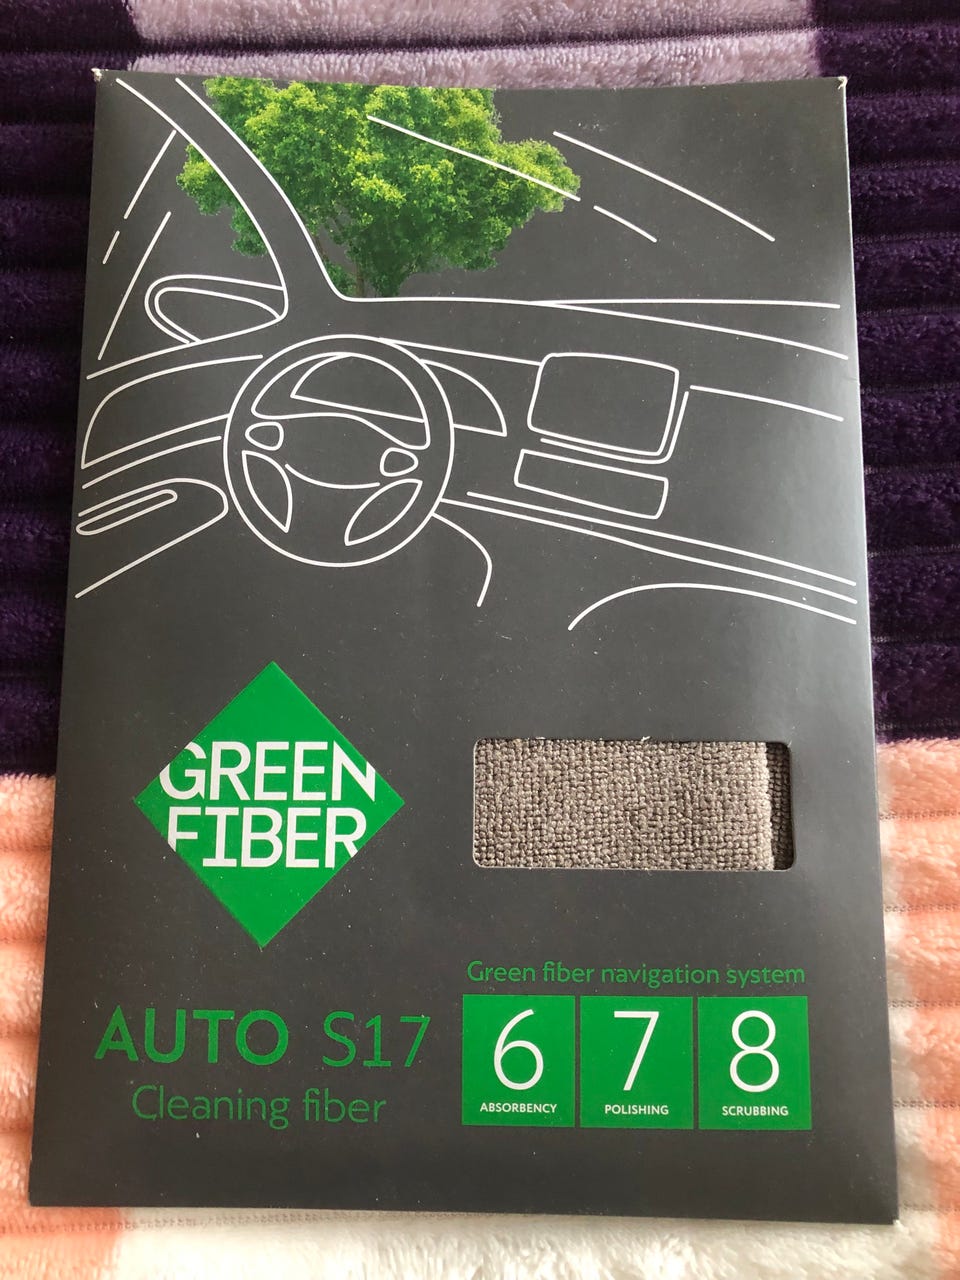 GREEN
FIBER
AUTO S17
Cleaning fiber
Green fiber navigation system
6 7 8
ABSORBENCY POLISHING SCRUBBING